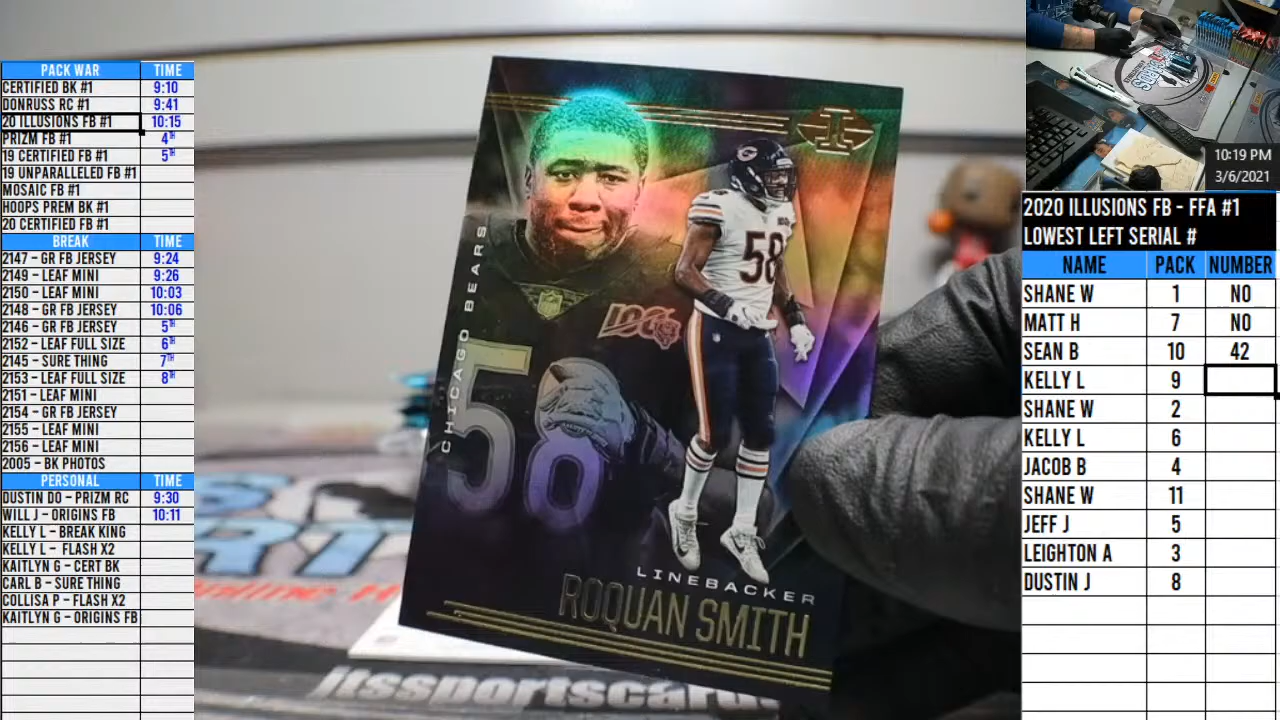 PACK WAR TIME
CERTIFIED BK #1 9:10
DONRUSS RC #1 9:41
20 ILLUSIONS FB #1 10:15
PRIZM FB #1 4TH
19 CERTIFIED FB #1 5TH
19 UNPARALLELED FB #1
MOSAIC FB #1
HOOPS PREM BK #1
20 CERTIFIED FB #1
BREAK TIME
2147 - GR FB JERSEY 9:24
2149 - LEAF MINI 9:26
2150 - LEAF MINI 10:03
2148 - GR FB JERSEY 10:06
2146 - GR FB JERSEY 5TH
2152 - LEAF FULL SIZE 6TH
2145 - SURE THING 7TH
2153 - LEAF FULL SIZE 8TH
2151 - LEAF MINI
2154 - GR FB JERSEY
2155 - LEAF MINI
2156 - LEAF MINI
2005 - BK PHOTOS
PERSONAL TIME
DUSTIN DO - PRIZM RC 9:30
WILL J - ORIGINS FB 10:11
KELLY L - BREAK KING
KELLY L - FLASH X2
KAITLYN G - CERT BK
CARL B - SURE THING
COLLISA P - FLASH X2
KAITLYN G - ORIGINS FB
CHICAGO BEARS
58
100
58
58
LINEBACKER
ROQUAN SMITH
jtssportscards
10:19 PM
3/6/2021
2020 ILLUSIONS FB - FFA #1
LOWEST LEFT SERIAL #
NAME PACK NUMBER
SHANE W 1 NO
MATT H 7 NO
SEAN B 10 42
KELLY L 9
SHANE W 2
KELLY L 6
JACOB B 4
SHANE W 11
JEFF J 5
LEIGHTON A 3
DUSTIN J 8